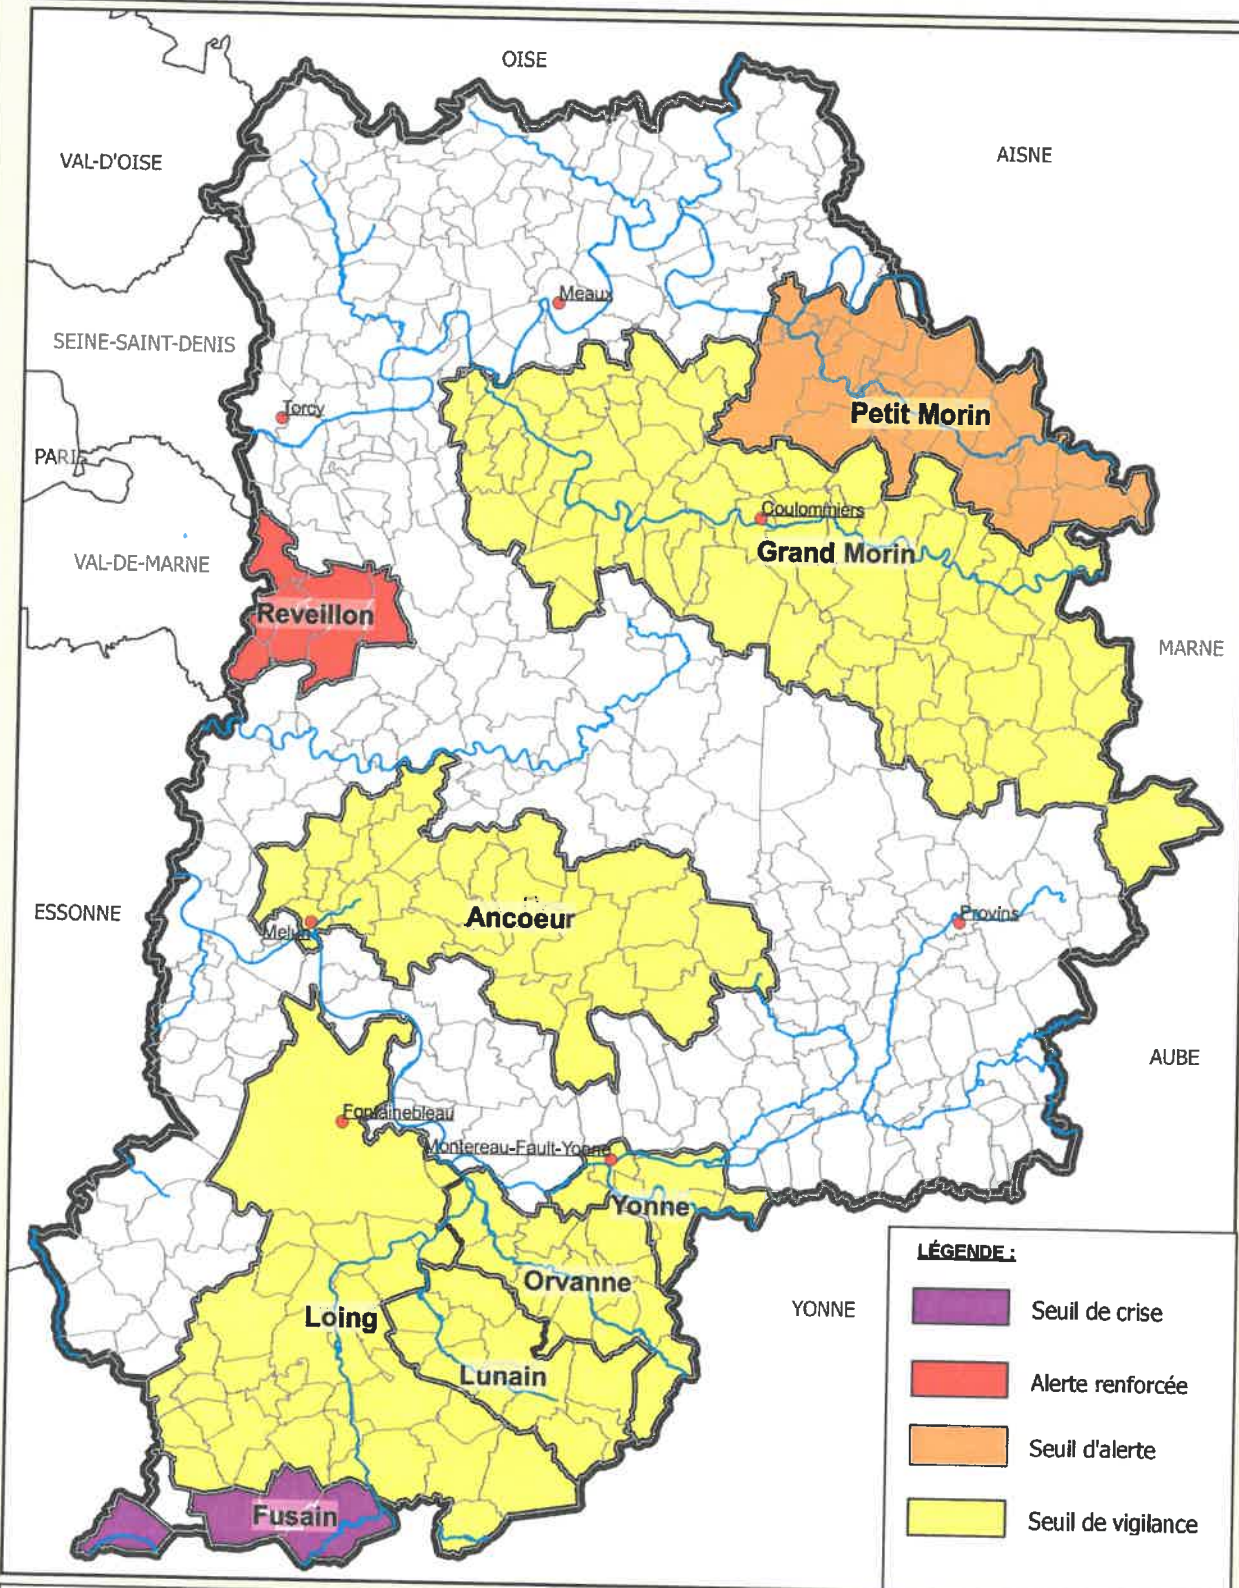 OISE
VAL-D'OISE
AISNE
Meaux
SEINE-SAINT-DENIS
Torcy
Petit Morin
PARIS
Coulommiers
Grand Morin
VAL-DE-MARNE
Reveillon
MARNE
ESSONNE
Ancoeur
Provins
Melun
AUBE
Fontainebleau
Montereau-Fault-Yonne
Yonne
LÉGENDE :
Orvanne
YONNE
Loing
Seuil de crise
Lunain
Alerte renforcée
Seuil d'alerte
Fusain
Seuil de vigilance